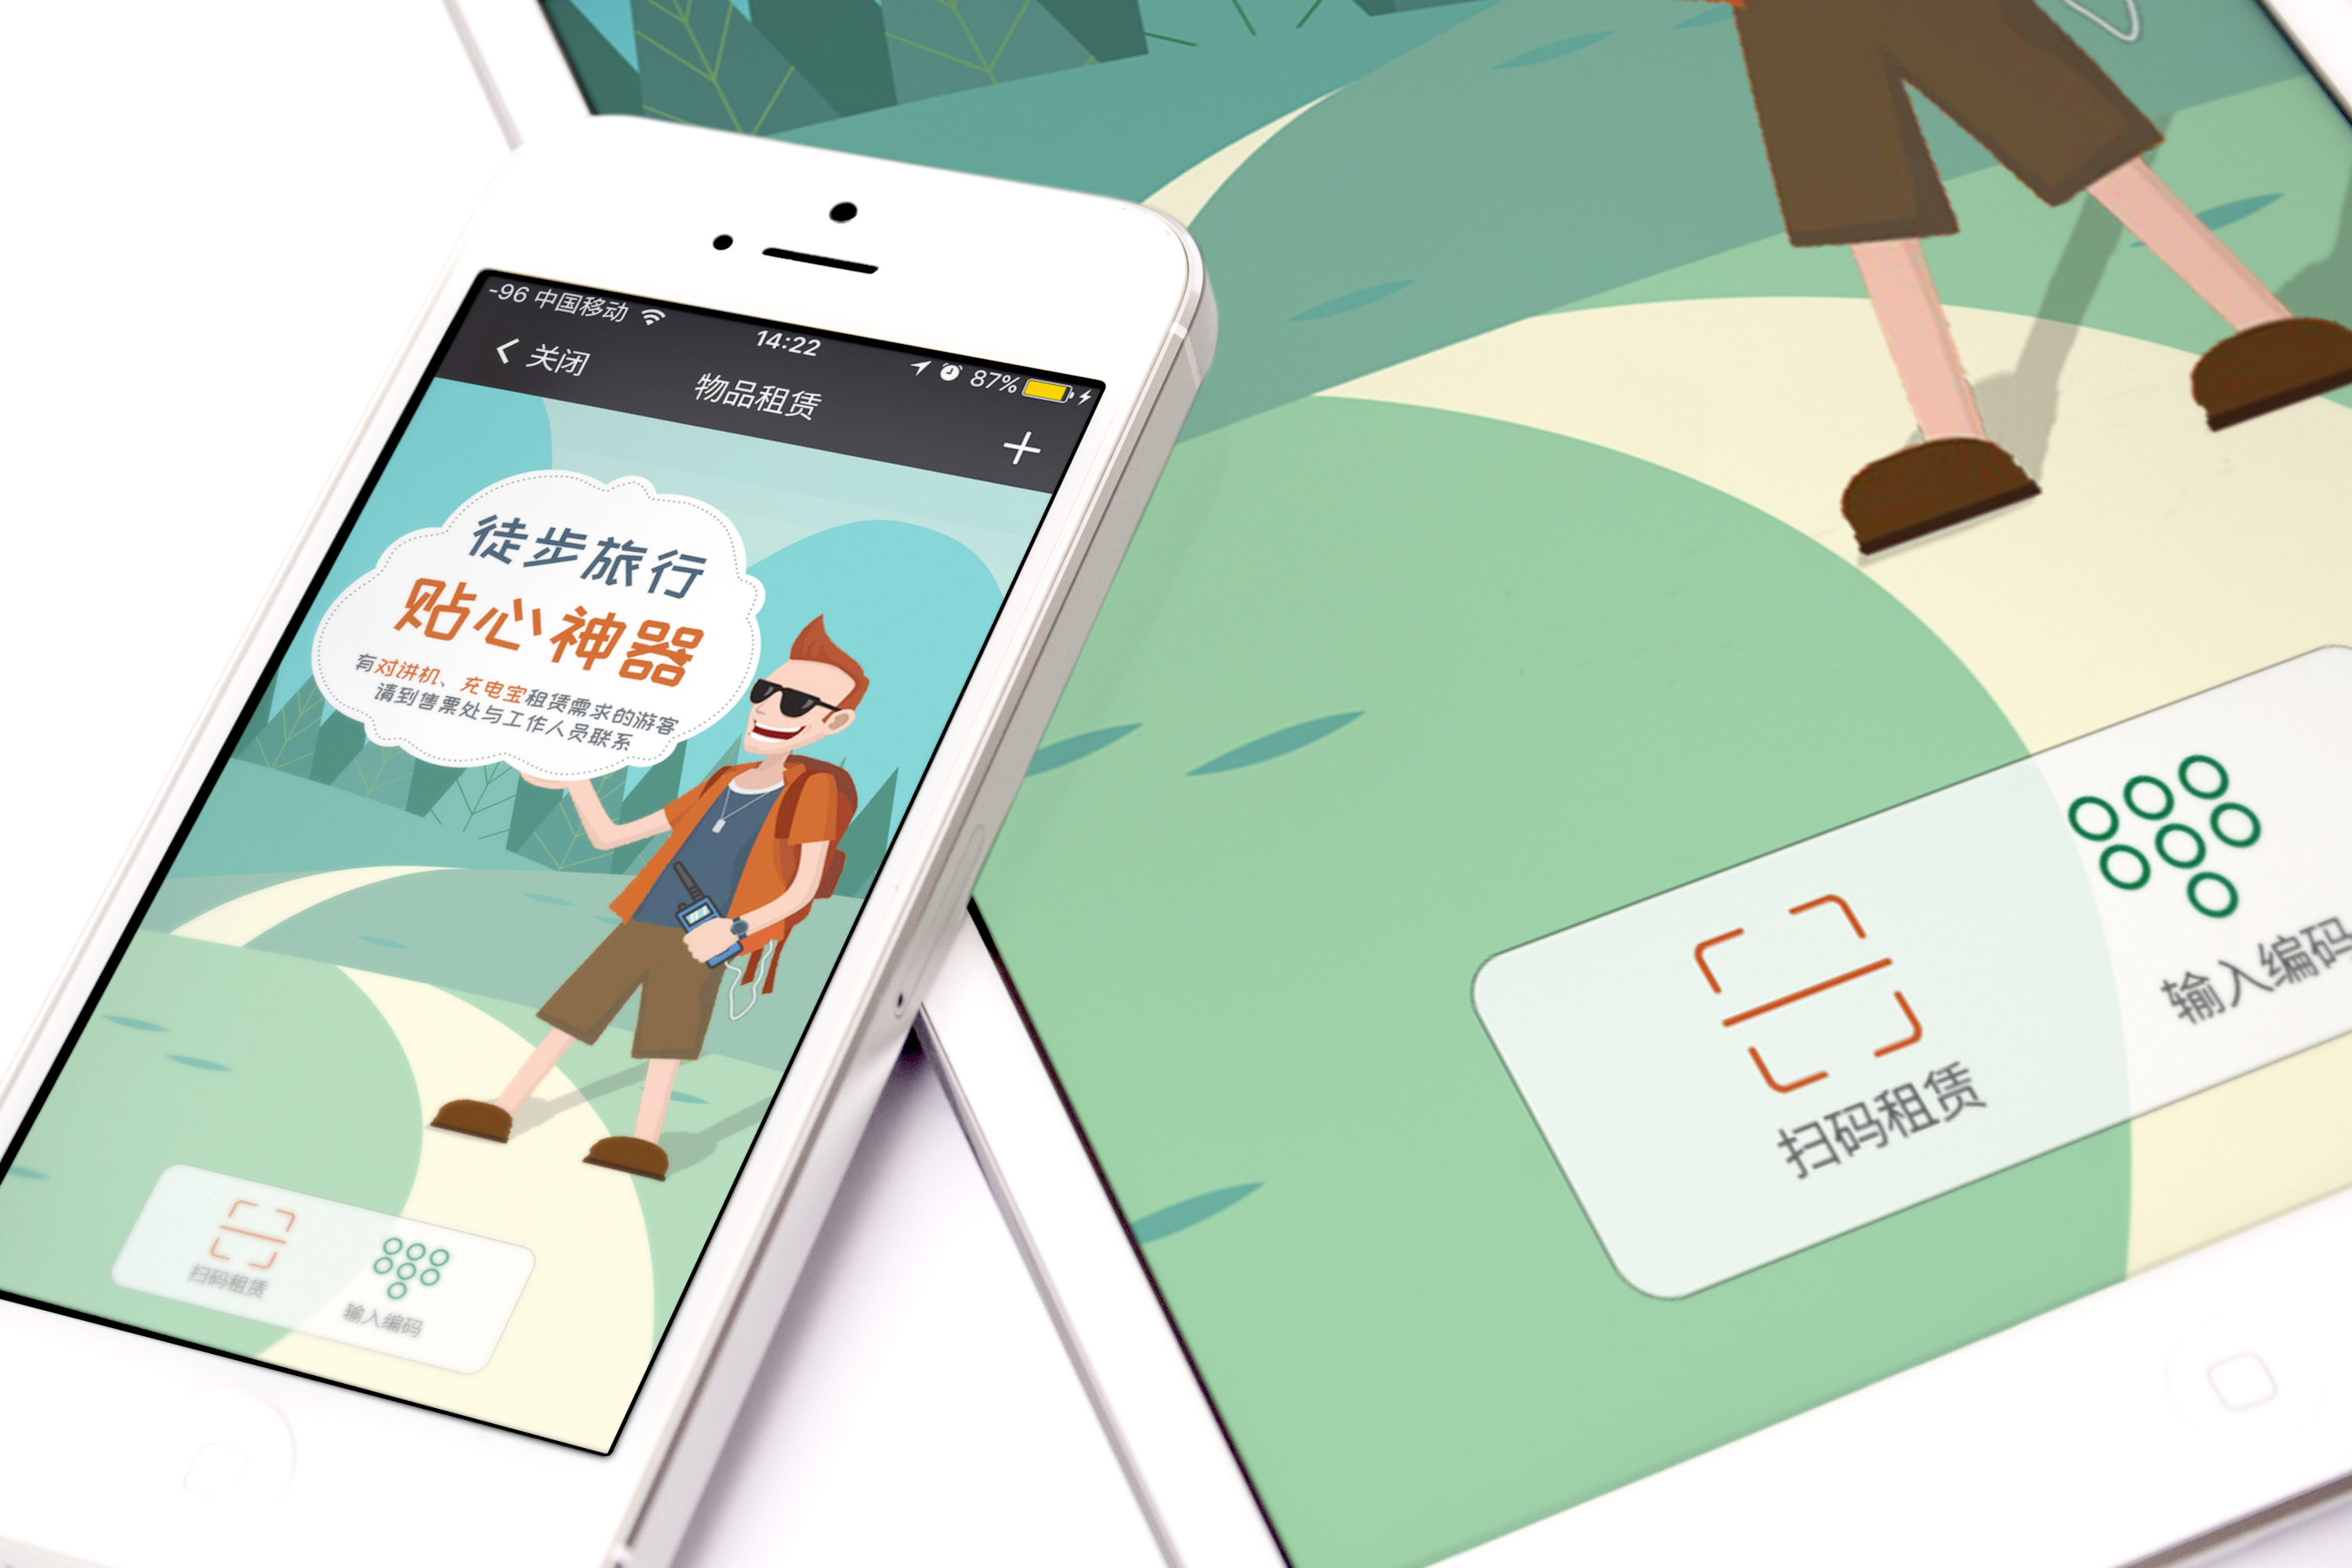 -96 中国移动
14:22
87%
关闭
物品租赁
徒步旅行
贴心神器
有对讲机、充电宝租赁需求的游客
请到售票处与工作人员联系
扫码租赁
输入编码
扫码租赁
输入编码